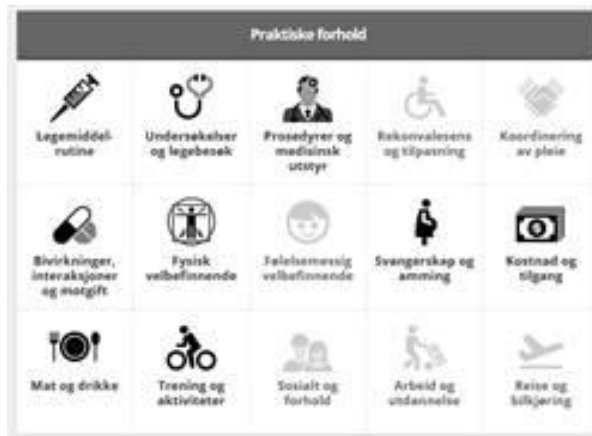 Praktiske forhold
Legemiddel-
rutine
Undersøkelser
og legebesøk
Prosedyrer og
medisinsk
utstyr
Rekonvalesens
og tilpasning
Koordinering
av pleie
Bivirkninger,
interaksjoner
og motgift
Fysisk
velbefinnende
Følelsemessig
velbefinnende
Svangerskap og
amming
Kostnad og
tilgang
Mat og drikke
Trening og
aktiviteter
Sosialt og
forhold
Arbeid og
utdannelse
Reise og
bilkjøring